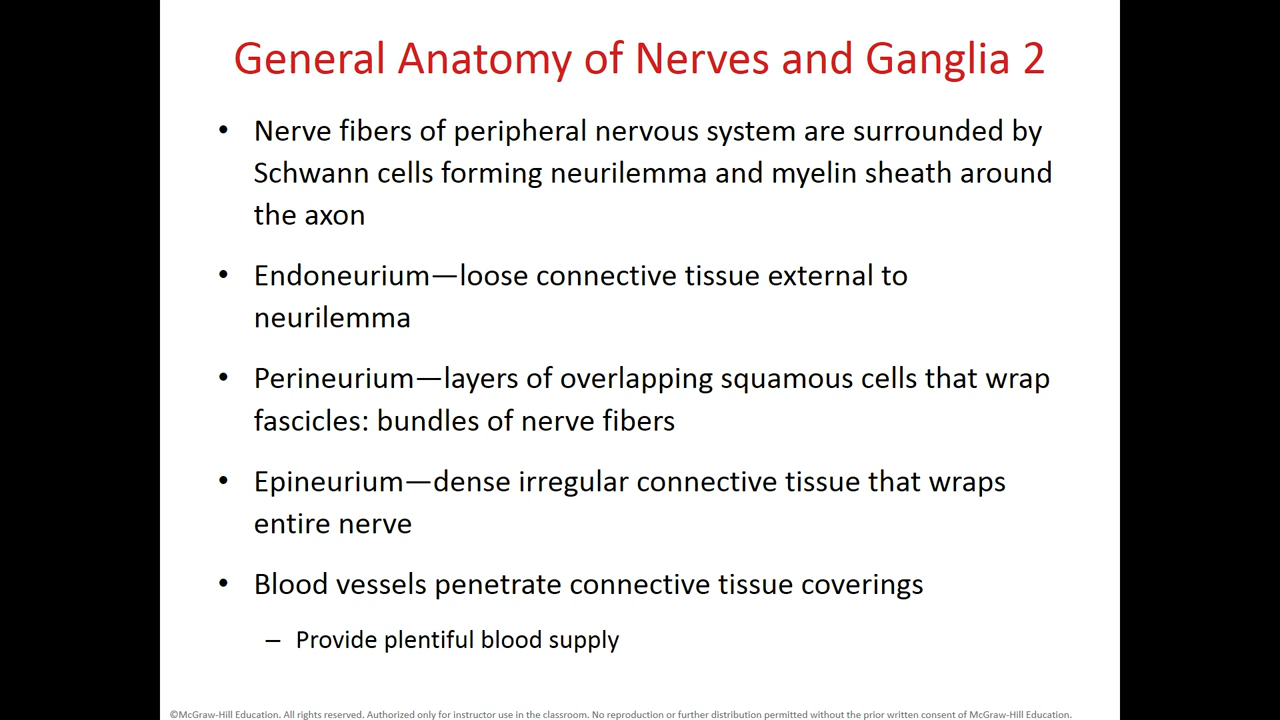 General Anatomy of Nerves and Ganglia 2
• Nerve fibers of peripheral nervous system are surrounded by
Schwann cells forming neurilemma and myelin sheath around
the axon
• Endoneurium—loose connective tissue external to
neurilemma
• Perineurium—layers of overlapping squamous cells that wrap
fascicles: bundles of nerve fibers
• Epineurium—dense irregular connective tissue that wraps
entire nerve
• Blood vessels penetrate connective tissue coverings
– Provide plentiful blood supply
©McGraw-Hill Education. All rights reserved. Authorized only for instructor use in the classroom. No reproduction or further distribution permitted without the prior written consent of McGraw-Hill Education.